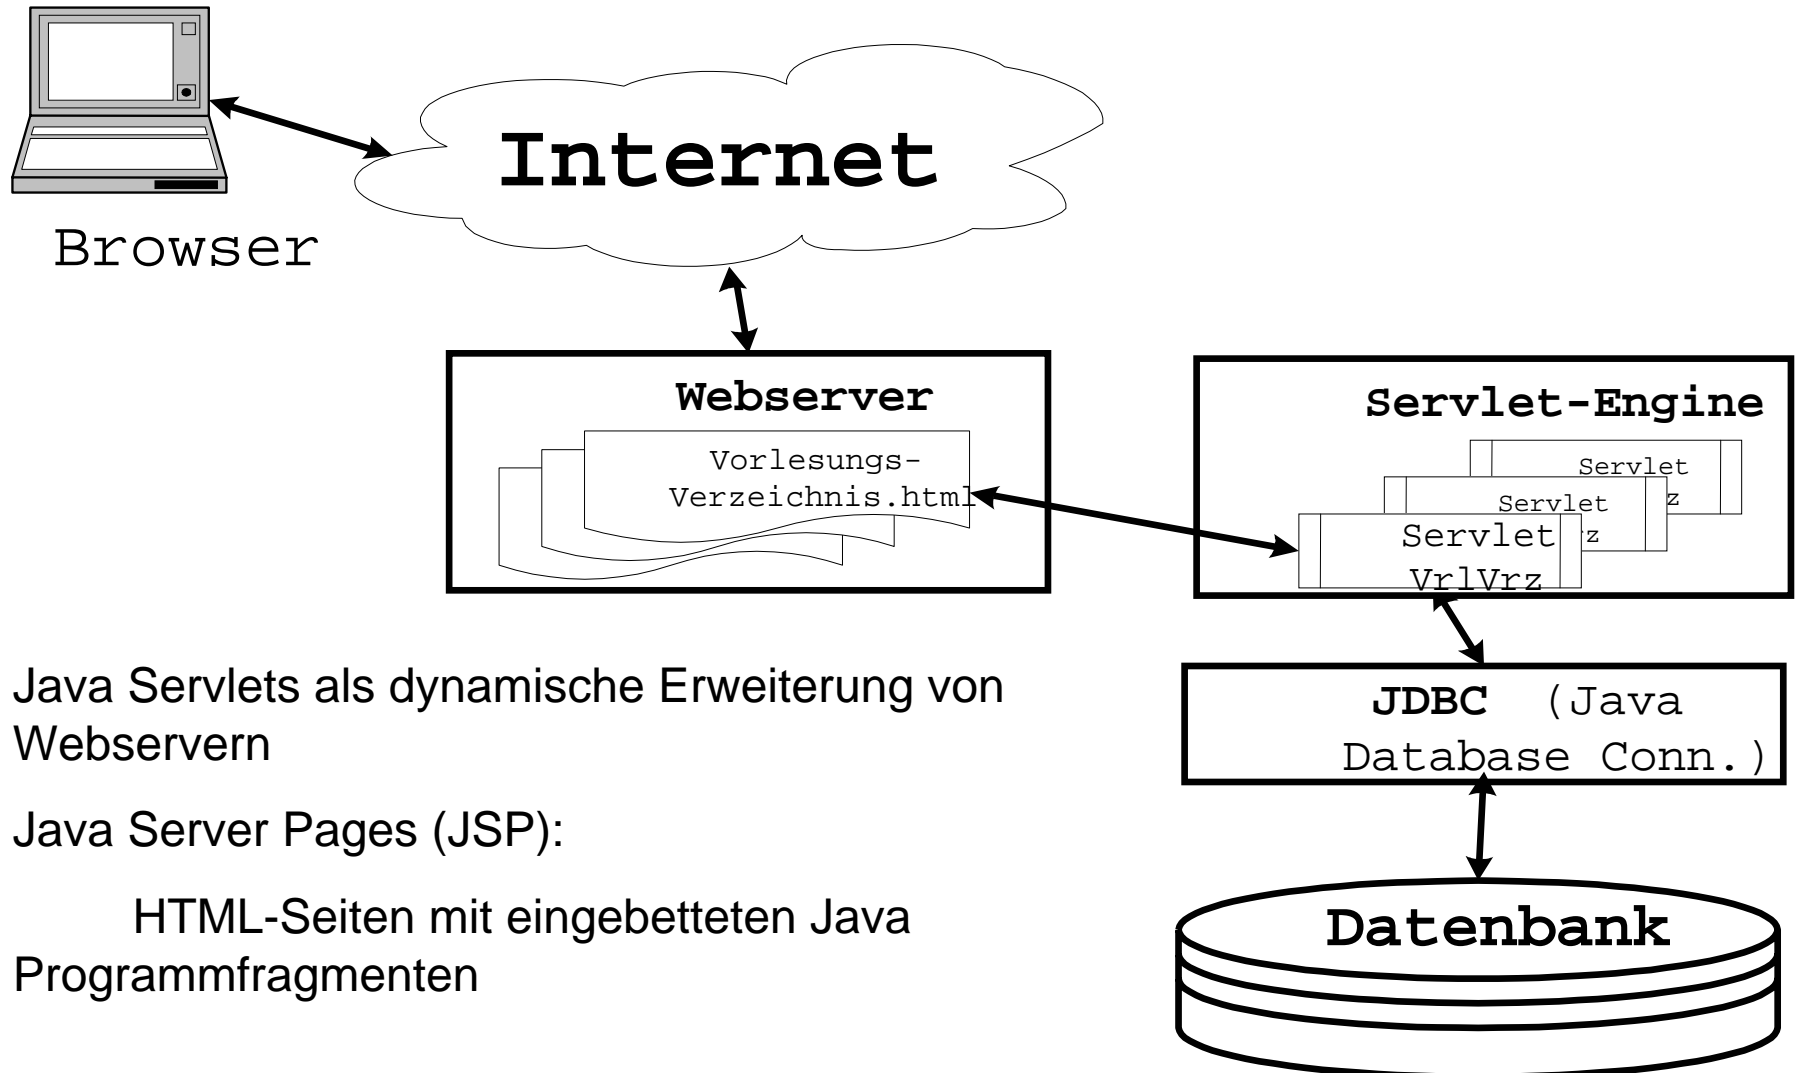 Internet
Browser
Webserver
Vorlesungs-
Verzeichnis.html
Servlet-Engine
Servlet
z
Servlet
rz
Servlet
VrlVrz
JDBC (Java
Database Conn.)
Datenbank
Java Servlets als dynamische Erweiterung von
Webservern
Java Server Pages (JSP):
HTML-Seiten mit eingebetteten Java
Programmfragmenten